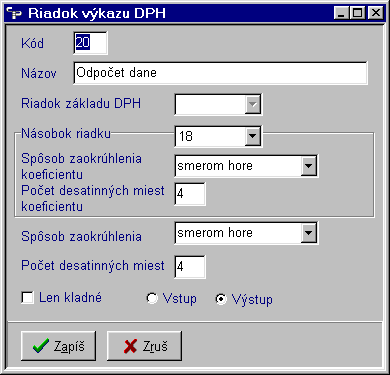 Riadok výkazu DPH
Kód 20
Názov Odpočet dane
Riadok základu DPH
Násobok riadku 18
Spôsob zaokrúhlenia
koeficientu smerom hore
Počet desatinných miest
koeficientu 4
Spôsob zaokrúhlenia smerom hore
Počet desatinných miest 4
Len kladné Vstup Výstup
Zapíš Zruš